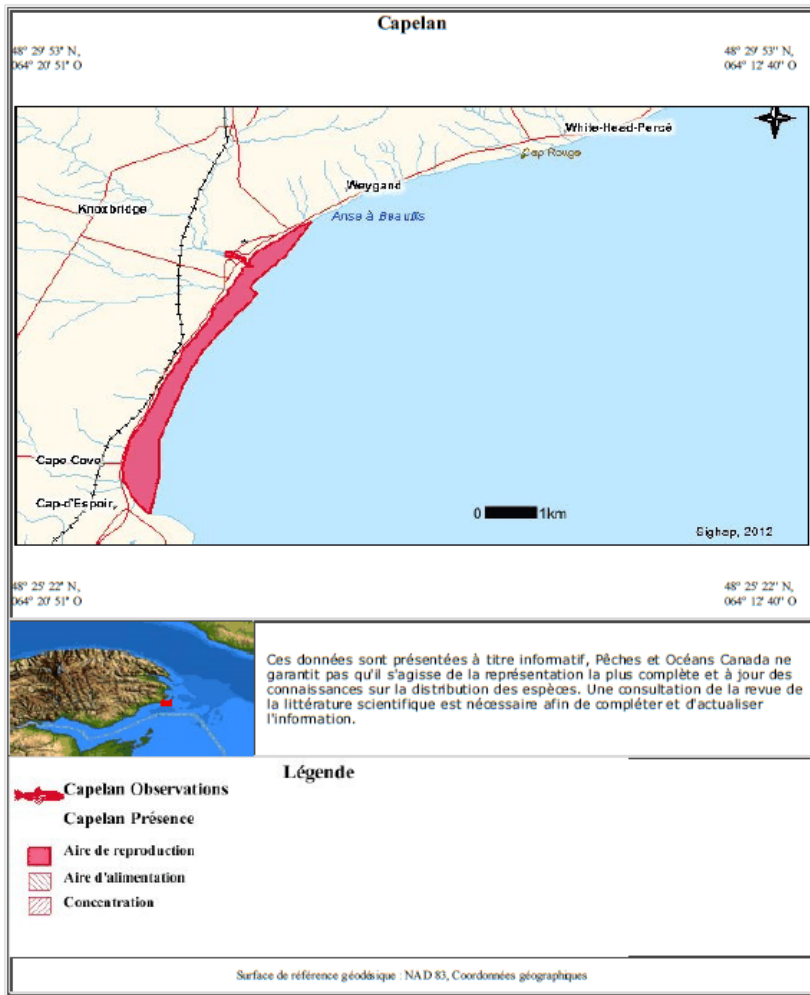 Capelan
48° 29' 53" N,
064° 20' 51" O
48° 29' 53" N,
064° 12' 40" O
White-Head-Percé
Cap Rouge
Weygand
Knoxbridge
Anse à Beaufils
Cape Cove
Cap-d'Espoir
0 1km
Sighap, 2012
48° 25' 22" N,
064° 20' 51" O
48° 25' 22" N,
064° 12' 40" O
Ces données sont présentées à titre informatif, Pêches et Océans Canada ne
garantit pas qu'il s'agisse de la représentation la plus complète et à jour des
connaissances sur la distribution des espèces. Une consultation de la revue de
la littérature scientifique est nécessaire afin de compléter et d'actualiser
l'information.
Légende
Capelan Observations
Capelan Présence
Aire de reproduction
Aire d'alimentation
Concentration
Surface de référence géodésique : NAD 83, Coordonnées géographiques